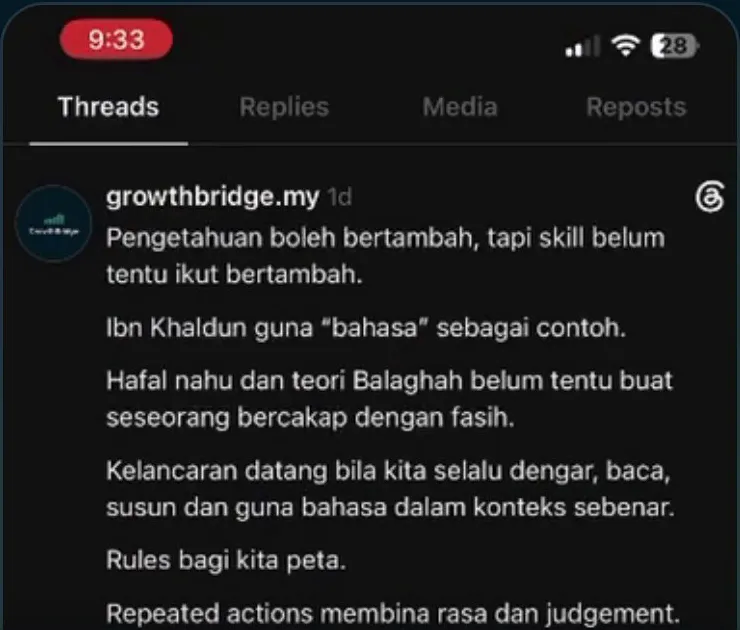 9:33
28
Threads Replies Media Reposts
growthbridge.my 1d
Pengetahuan boleh bertambah, tapi skill belum
tentu ikut bertambah.
Ibn Khaldun guna “bahasa” sebagai contoh.
Hafal nahu dan teori Balaghah belum tentu buat
seseorang bercakap dengan fasih.
Kelancaran datang bila kita selalu dengar, baca,
susun dan guna bahasa dalam konteks sebenar.
Rules bagi kita peta.
Repeated actions membina rasa dan judgement.